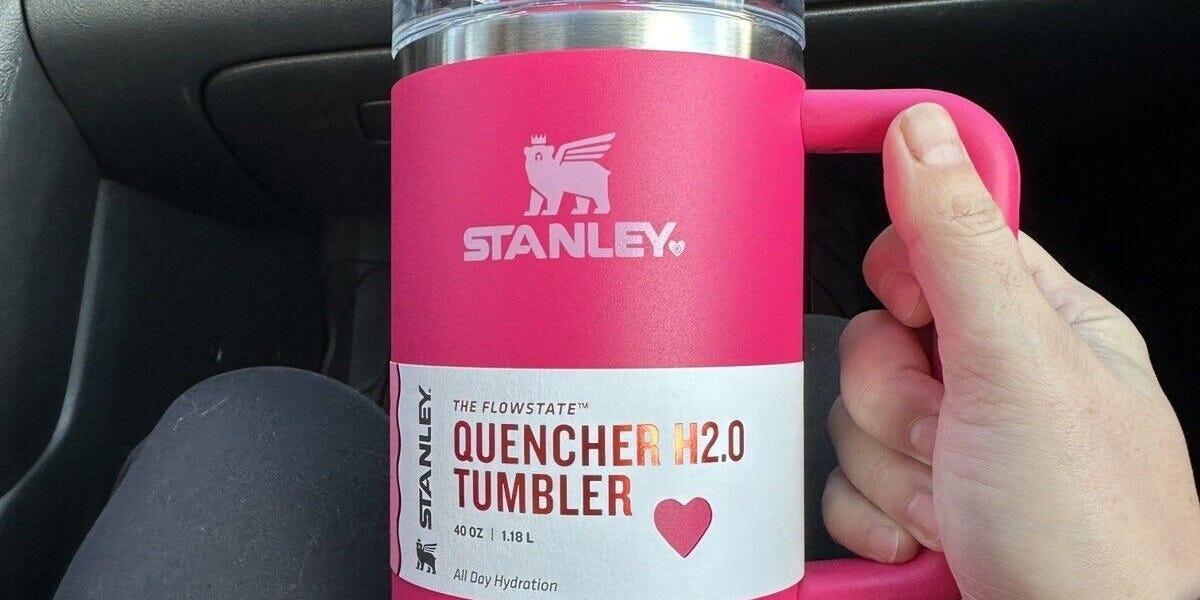 STANLEY
STANLEY
THE FLOWSTATE™
QUENCHER H2.0
TUMBLER
40 OZ | 1.18 L
All Day Hydration